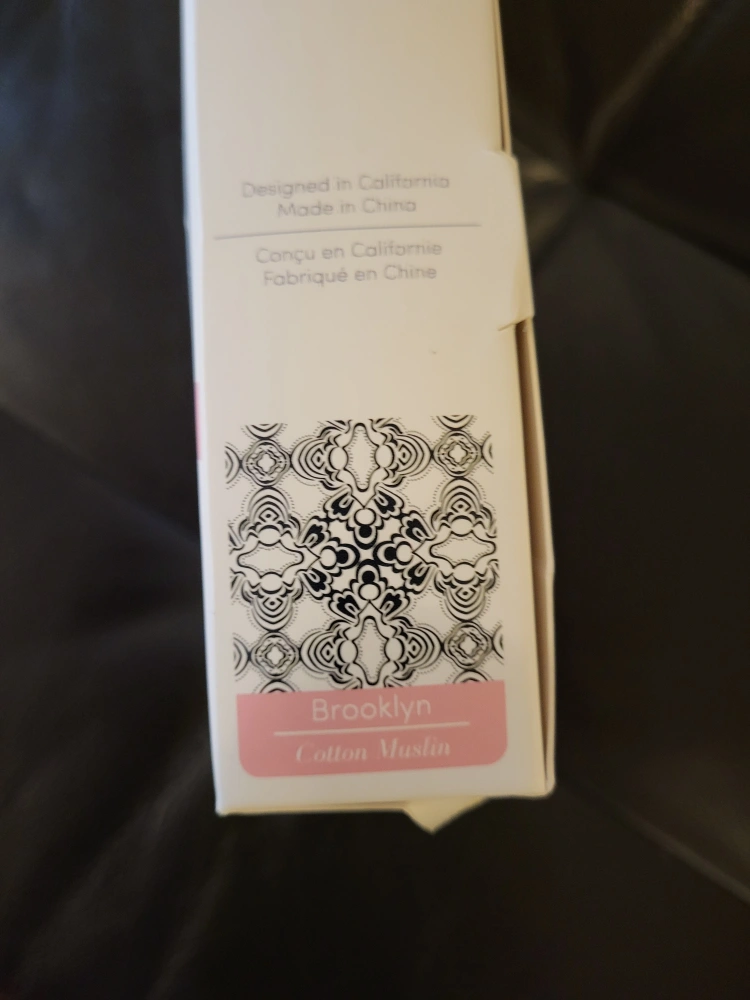 Designed in California
Made in China
Conçu en Californie
Fabriqué en Chine
Brooklyn
Cotton Muslin